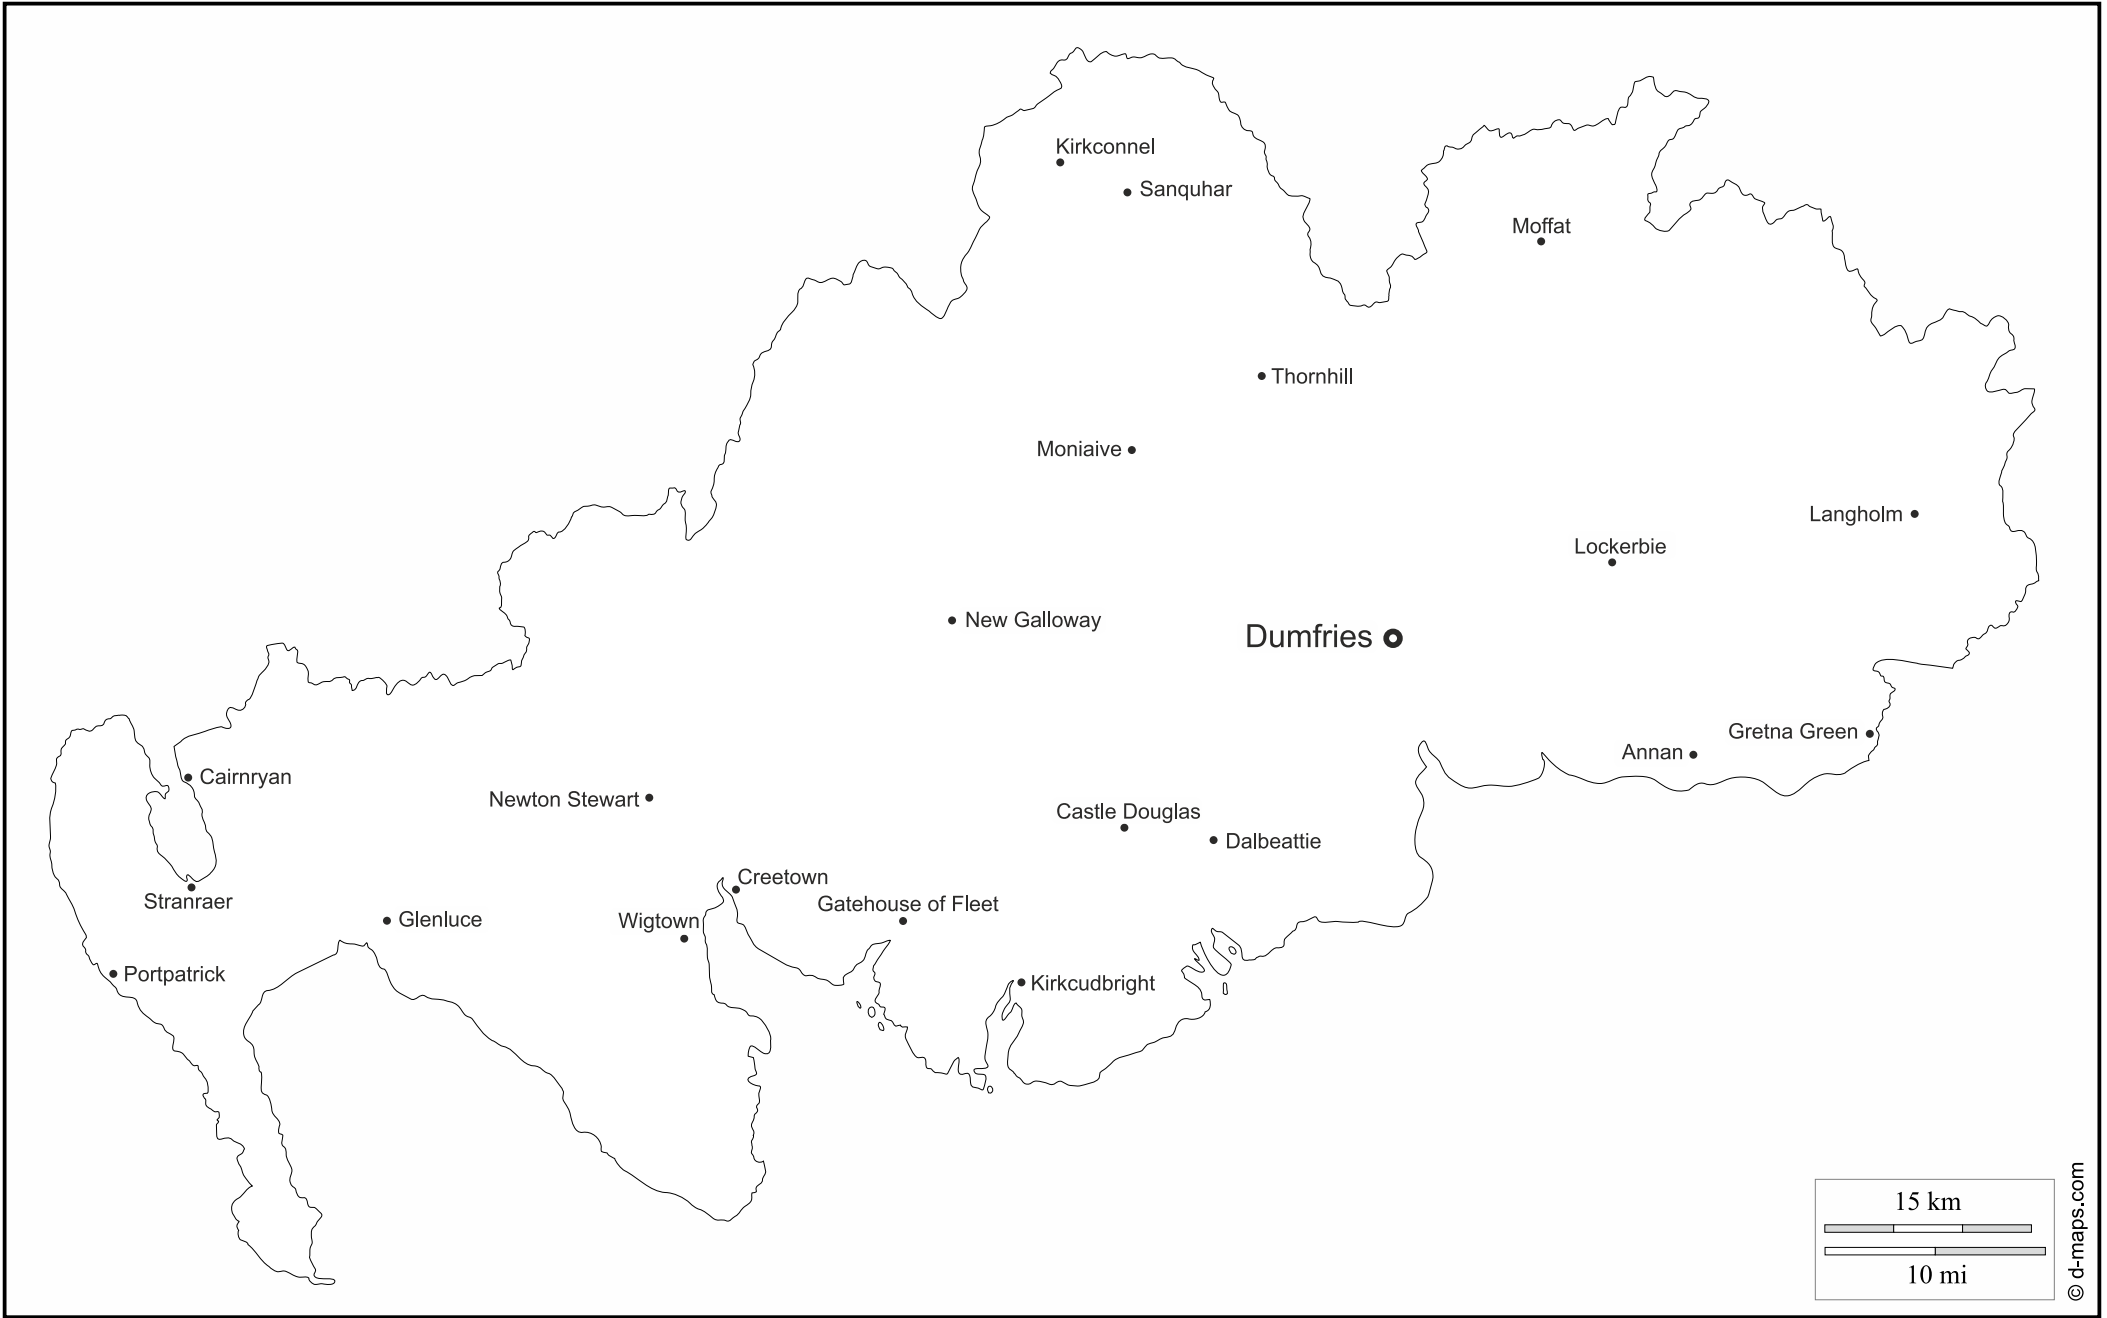 Kirkconnel
Sanquhar
Moffat
Thornhill
Moniaive
Langholm
Lockerbie
New Galloway
Dumfries
Gretna Green
Annan
Cairnryan
Newton Stewart
Castle Douglas
Dalbeattie
Creetown
Stranraer
Gatehouse of Fleet
Glenluce
Wigtown
Portpatrick
Kirkcudbright
15 km
10 mi
© d-maps.com